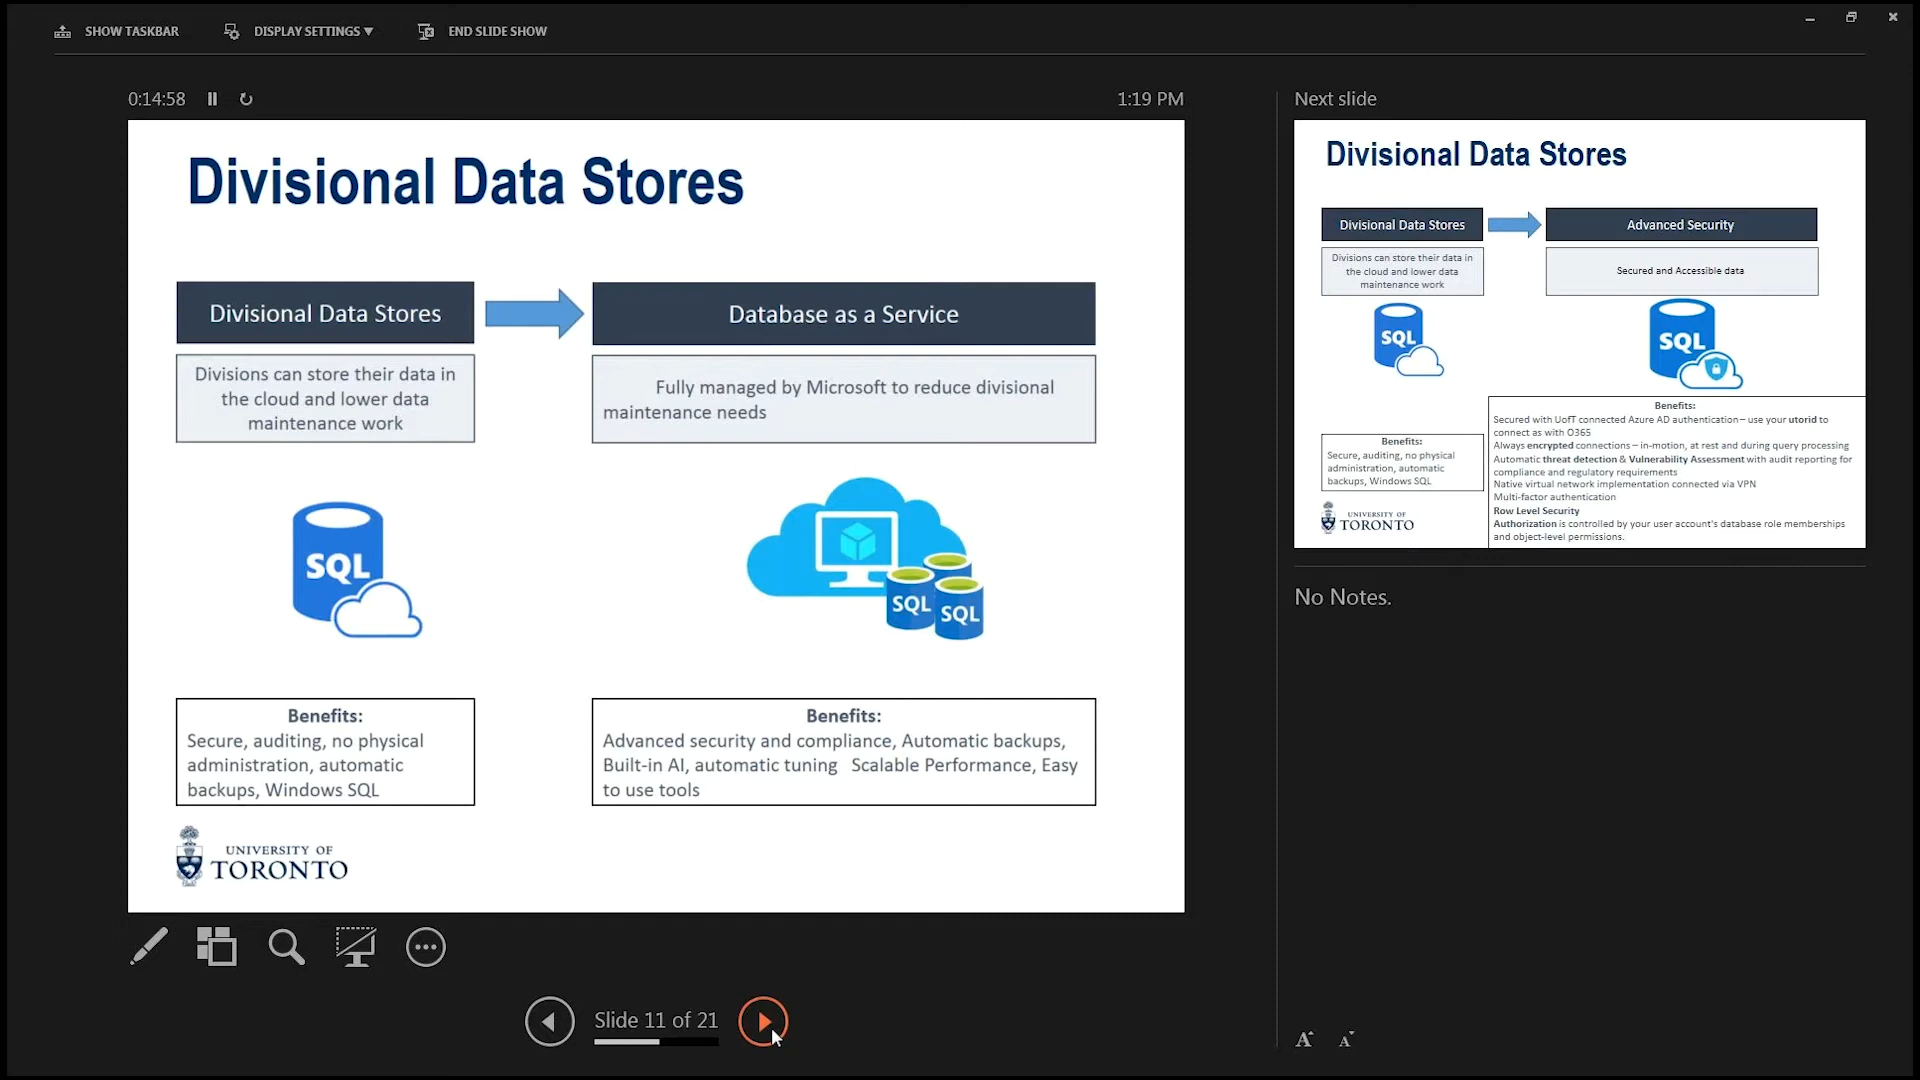 SHOW TASKBAR
DISPLAY SETTINGS ▼
END SLIDE SHOW
0:14:58
1:19 PM
Divisional Data Stores
Divisional Data Stores
Database as a Service
Divisions can store their data in
the cloud and lower data
maintenance work
Fully managed by Microsoft to reduce divisional
maintenance needs
SQL
SQL
SQL
Benefits:
Secure, auditing, no physical
administration, automatic
backups, Windows SQL
Benefits:
Advanced security and compliance, Automatic backups,
Built-in AI, automatic tuning   Scalable Performance, Easy
to use tools
UNIVERSITY OF
TORONTO
Slide 11 of 21
Next slide
Divisional Data Stores
Divisional Data Stores
Advanced Security
Divisions can store their data in
the cloud and lower data
maintenance work
Secured and Accessible data
SQL
SQL
Benefits:
Secure, auditing, no physical
administration, automatic
backups, Windows SQL
Benefits:
Secured with UofT connected Azure AD authentication – use your utorid to
connect as with O365
Always encrypted connections – in-motion, at rest and during query processing
Automatic threat detection & Vulnerability Assessment with audit reporting for
compliance and regulatory requirements
Native virtual network implementation connected via VPN
Multi-factor authentication
Row Level Security
Authorization is controlled by your user account's database role memberships
and object-level permissions.
UNIVERSITY OF
TORONTO
No Notes.
A A